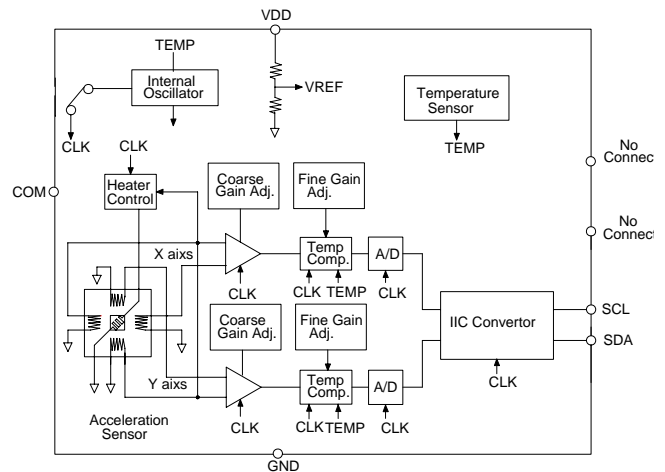 VDD
TEMP
Internal
Oscillator
VREF
Temperature
Sensor
TEMP
CLK
CLK
No
Connect
COM
Heater
Control
Coarse
Gain Adj.
Fine Gain
Adj.
No
Connect
X aixs
Temp
Comp.
A/D
CLK
CLK
TEMP
CLK
Coarse
Gain Adj.
Fine Gain
Adj.
IIC Convertor
SCL
SDA
Y aixs
Temp
Comp.
A/D
CLK
Acceleration
Sensor
CLK
CLK
TEMP
CLK
GND